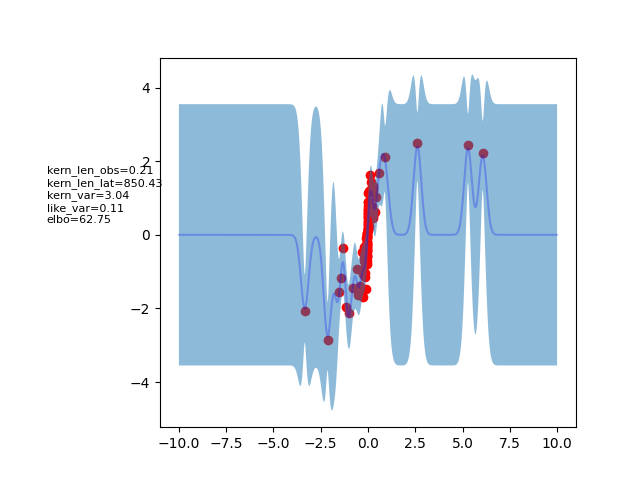 4
2
0
−2
−4
kern_len_obs=0.21
kern_len_lat=850.43
kern_var=3.04
like_var=0.11
elbo=62.75
−10.0 −7.5 −5.0 −2.5 0.0 2.5 5.0 7.5 10.0